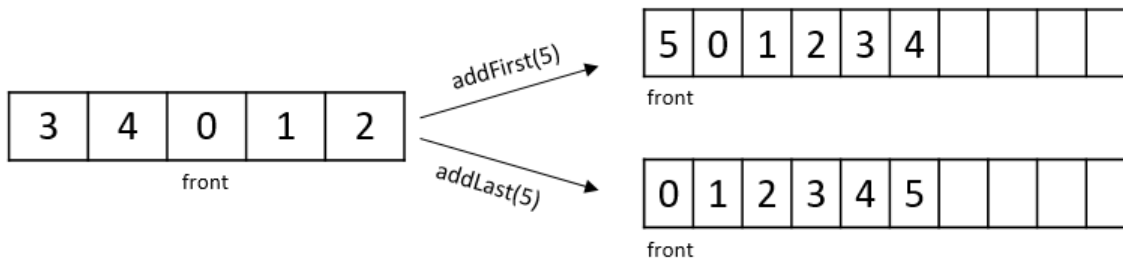 3 4 0 1 2
front
addFirst(5)
5 0 1 2 3 4
front
addLast(5)
0 1 2 3 4 5
front